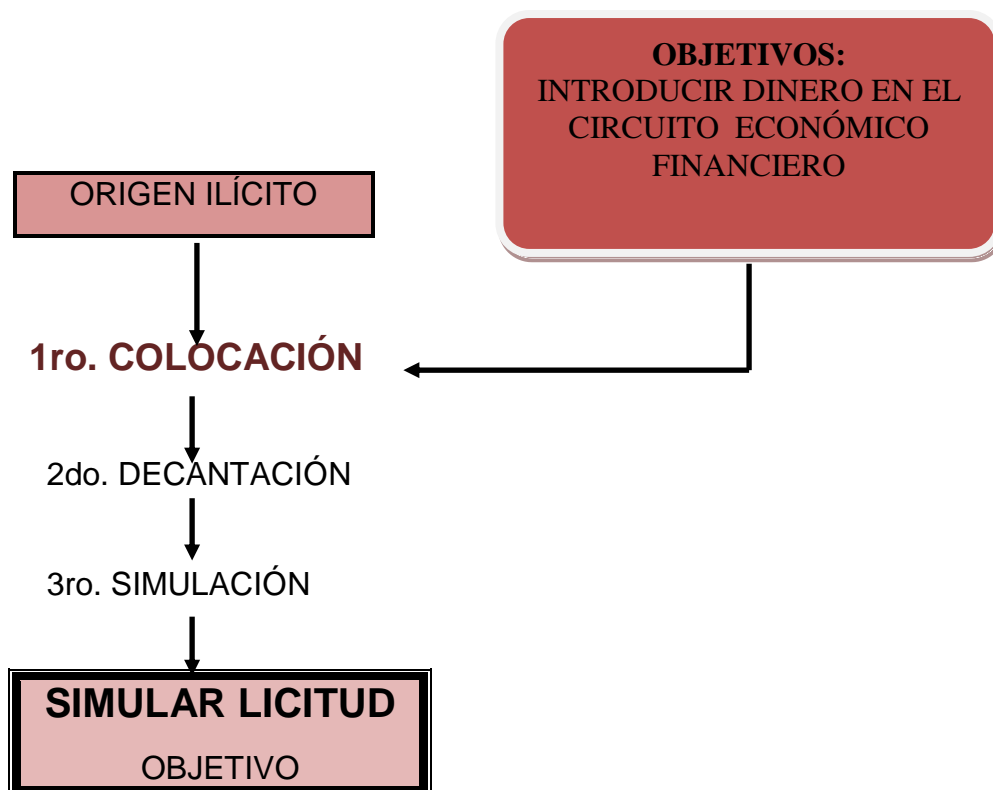 OBJETIVOS:
INTRODUCIR DINERO EN EL
CIRCUITO ECONÓMICO
FINANCIERO
ORIGEN ILÍCITO
1ro. COLOCACIÓN
2do. DECANTACIÓN
3ro. SIMULACIÓN
SIMULAR LICITUD
OBJETIVO